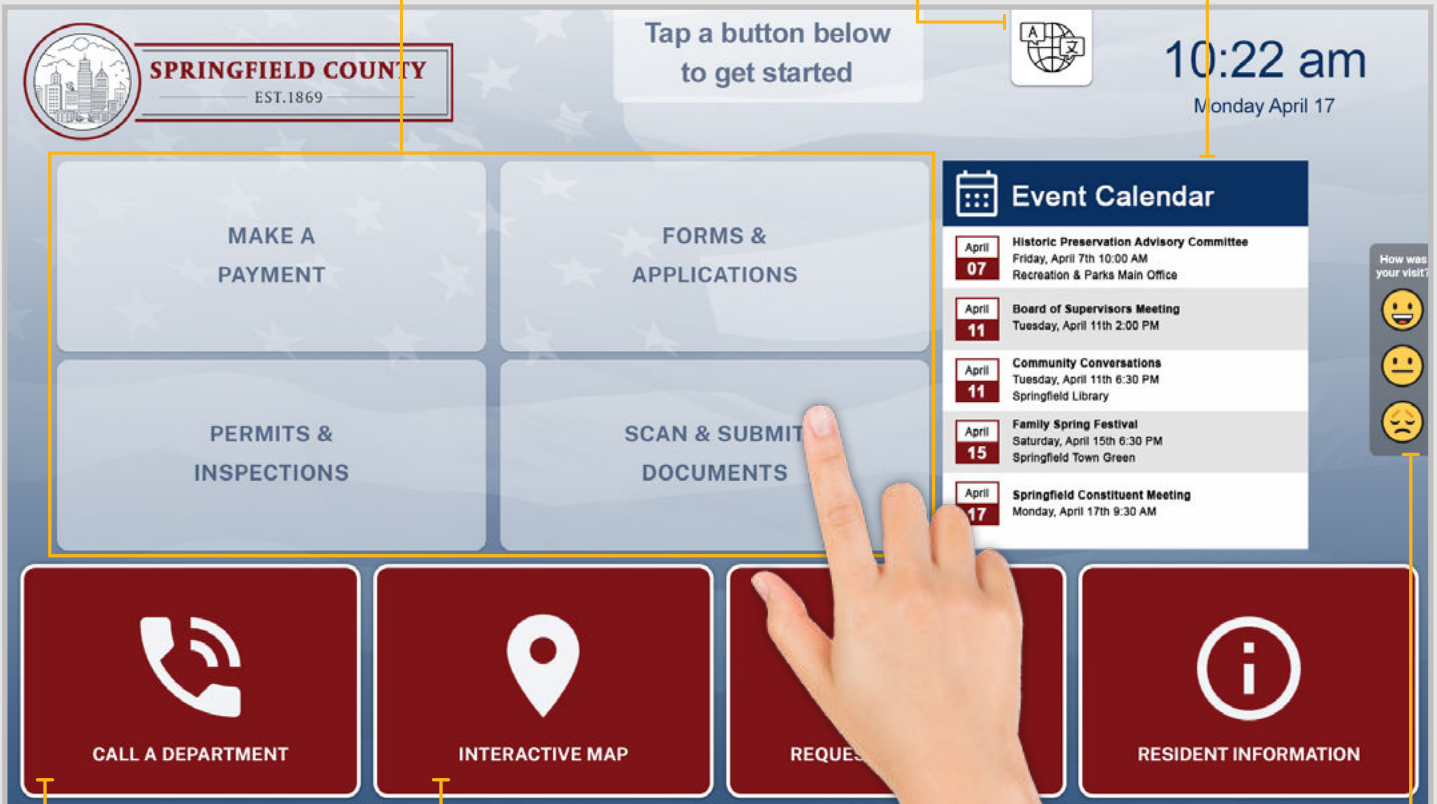 SPRINGFIELD COUNTY
EST.1869
Tap a button below
to get started
A 文
10:22 am
Monday April 17
MAKE A
PAYMENT
FORMS &
APPLICATIONS
PERMITS &
INSPECTIONS
SCAN & SUBMIT
DOCUMENTS
Event Calendar
April
07
Historic Preservation Advisory Committee
Friday, April 7th 10:00 AM
Recreation & Parks Main Office
April
11
Board of Supervisors Meeting
Tuesday, April 11th 2:00 PM
April
11
Community Conversations
Tuesday, April 11th 6:30 PM
Springfield Library
April
15
Family Spring Festival
Saturday, April 15th 6:30 PM
Springfield Town Green
April
17
Springfield Constituent Meeting
Monday, April 17th 9:30 AM
How was
your visit?
CALL A DEPARTMENT
INTERACTIVE MAP
RESIDENT INFORMATION